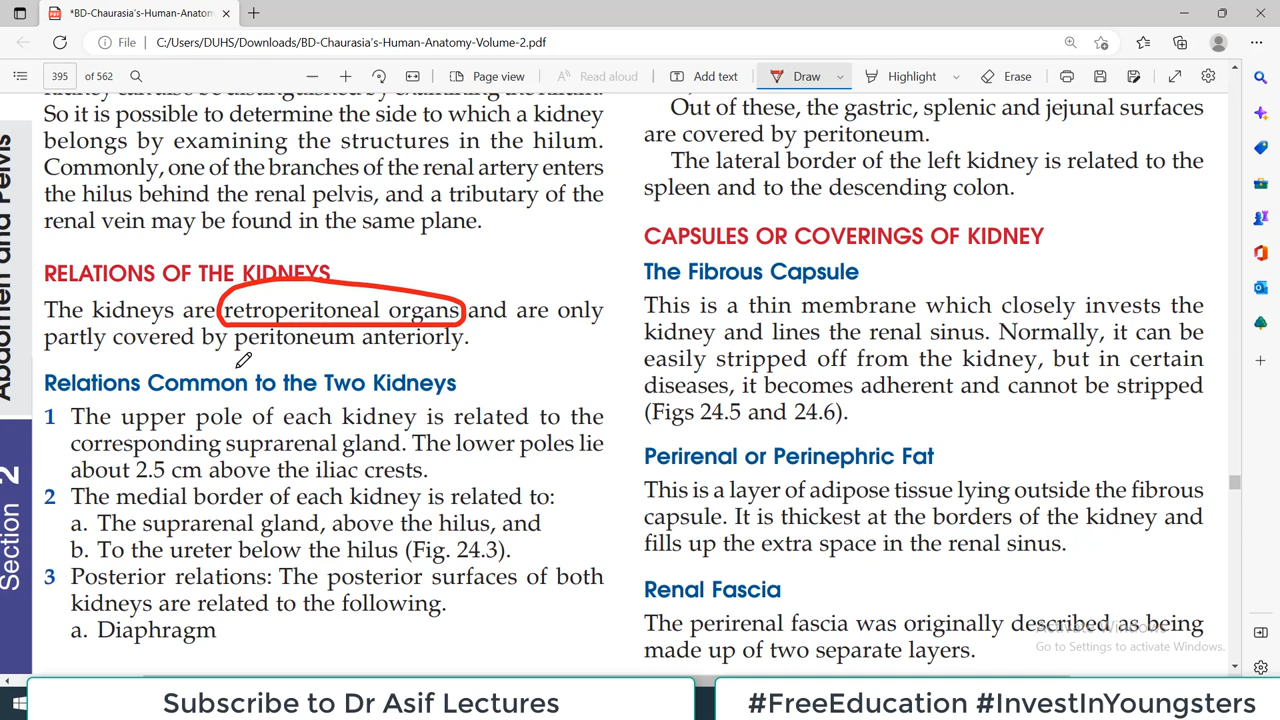 *BD-Chaurasia's-Human-Anatom
File
C:/Users/DUHS/Downloads/BD-Chaurasia's-Human-Anatomy-Volume-2.pdf
395 of 562
Page view
Read aloud
Add text
Draw
Highlight
Erase
Abdomen and Pelvis
Section 2
So it is possible to determine the side to which a kidney
belongs by examining the structures in the hilum.
Commonly, one of the branches of the renal artery enters
the hilus behind the renal pelvis, and a tributary of the
renal vein may be found in the same plane.
RELATIONS OF THE KIDNEYS
The kidneys are retroperitoneal organs and are only
partly covered by peritoneum anteriorly.
Relations Common to the Two Kidneys
1 The upper pole of each kidney is related to the
corresponding suprarenal gland. The lower poles lie
about 2.5 cm above the iliac crests.
2 The medial border of each kidney is related to:
a. The suprarenal gland, above the hilus, and
b. To the ureter below the hilus (Fig. 24.3).
3 Posterior relations: The posterior surfaces of both
kidneys are related to the following.
a. Diaphragm
Out of these, the gastric, splenic and jejunal surfaces
are covered by peritoneum.
The lateral border of the left kidney is related to the
spleen and to the descending colon.
CAPSULES OR COVERINGS OF KIDNEY
The Fibrous Capsule
This is a thin membrane which closely invests the
kidney and lines the renal sinus. Normally, it can be
easily stripped off from the kidney, but in certain
diseases, it becomes adherent and cannot be stripped
(Figs 24.5 and 24.6).
Perirenal or Perinephric Fat
This is a layer of adipose tissue lying outside the fibrous
capsule. It is thickest at the borders of the kidney and
fills up the extra space in the renal sinus.
Renal Fascia
The perirenal fascia was originally described as being
made up of two separate layers.
Activate Windows
Go to Settings to activate Windows.
Subscribe to Dr Asif Lectures
#FreeEducation #InvestInYoungsters